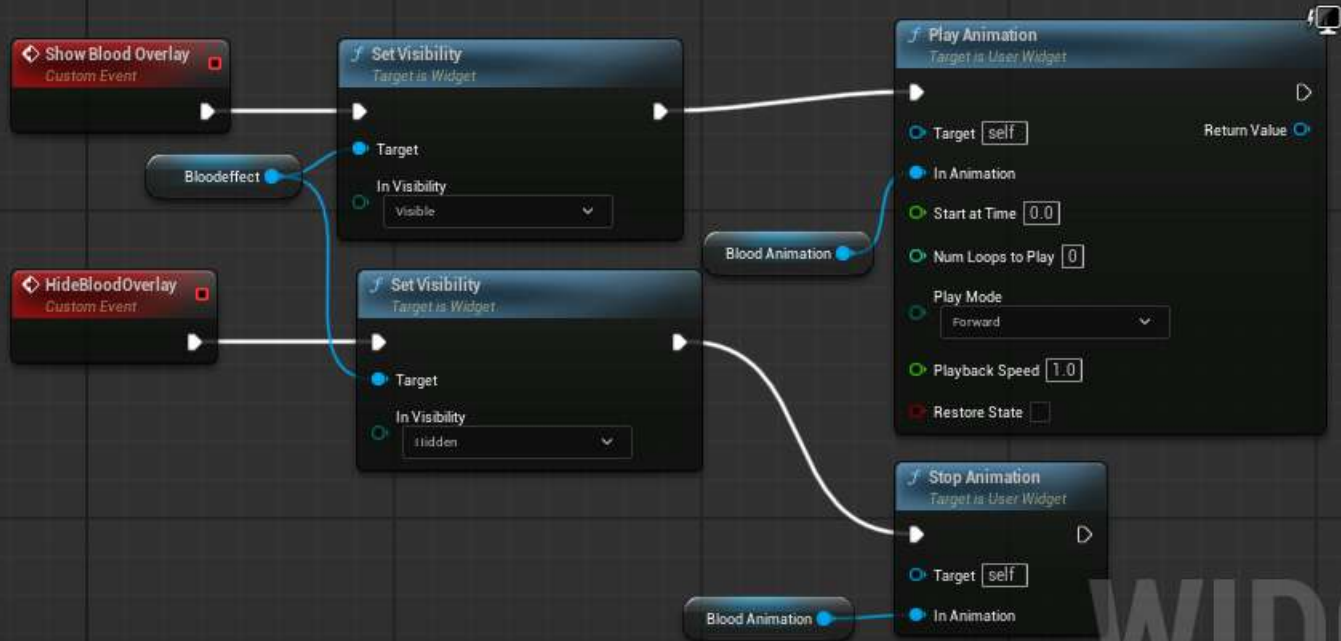 Show Blood Overlay
Custom Event
Bloodeffect
f Set Visibility
Target is Widget
Target
In Visibility
Visible
f Play Animation
Target is User Widget
Target self
Return Value
In Animation
Start at Time 0.0
Num Loops to Play 0
Play Mode
Forward
Playback Speed 1.0
Restore State
Blood Animation
HideBloodOverlay
Custom Event
f Set Visibility
Target is Widget
Target
In Visibility
Hidden
f Stop Animation
Target is User Widget
Target self
In Animation
Blood Animation